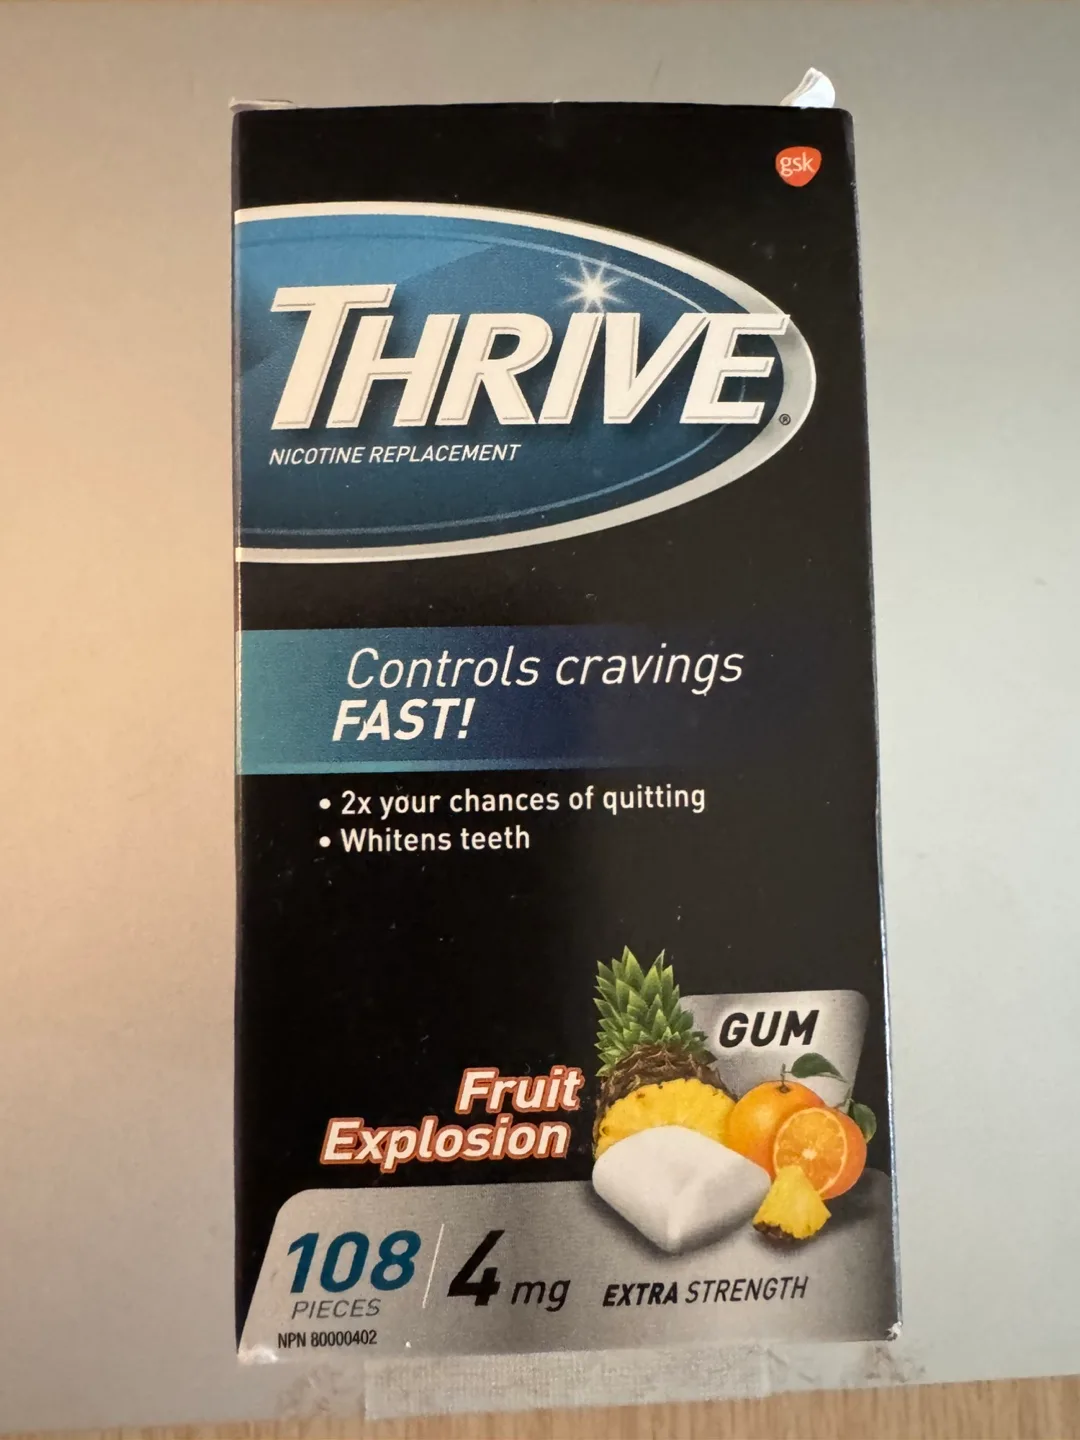 gsk
THRIVE®
NICOTINE REPLACEMENT
Controls cravings
FAST!
• 2x your chances of quitting
• Whitens teeth
GUM
Fruit
Explosion
108
PIECES
4 mg EXTRA STRENGTH
NPN 80000402